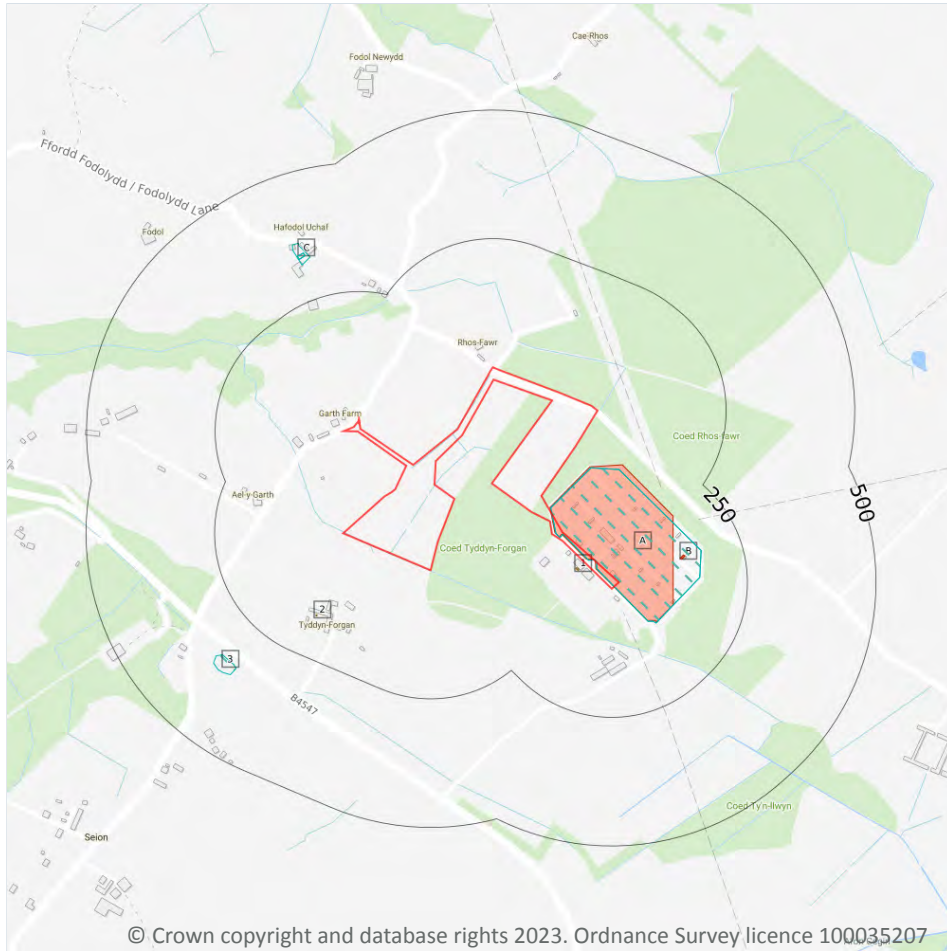 Cae-Rhos
Fodol Newydd
Ffordd Fodolydd / Fodolydd Lane
Fodol
Hafodol Uchaf
C
Rhos-Fawr
Garth Farm
Coed Rhos-fawr
Ael-y-Garth
250
500
Coed Tyddyn-Forgan
A
B
1
2
Tyddyn-Forgan
3
B4547
Coed Ty'n-llwyn
Seion
© Crown copyright and database rights 2023. Ordnance Survey licence 100035207